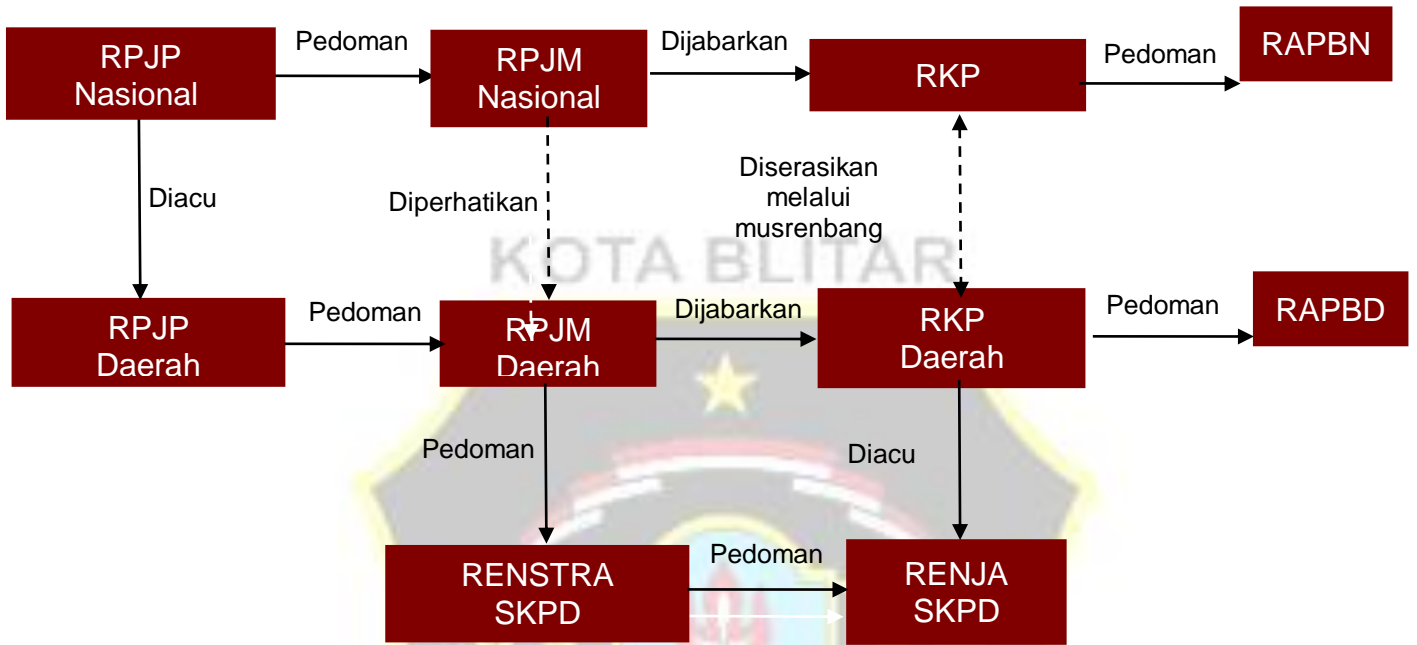 RPJP
Nasional
Pedoman
RPJM
Nasional
Dijabarkan
RKP
Pedoman
RAPBN
Diacu
Diperhatikan
Diserasikan
melalui
musrenbang
KOTA BLITAR
RPJP
Daerah
Pedoman
RPJM
Daerah
Dijabarkan
RKP
Daerah
Pedoman
RAPBD
Pedoman
Diacu
RENSTRA
SKPD
Pedoman
RENJA
SKPD